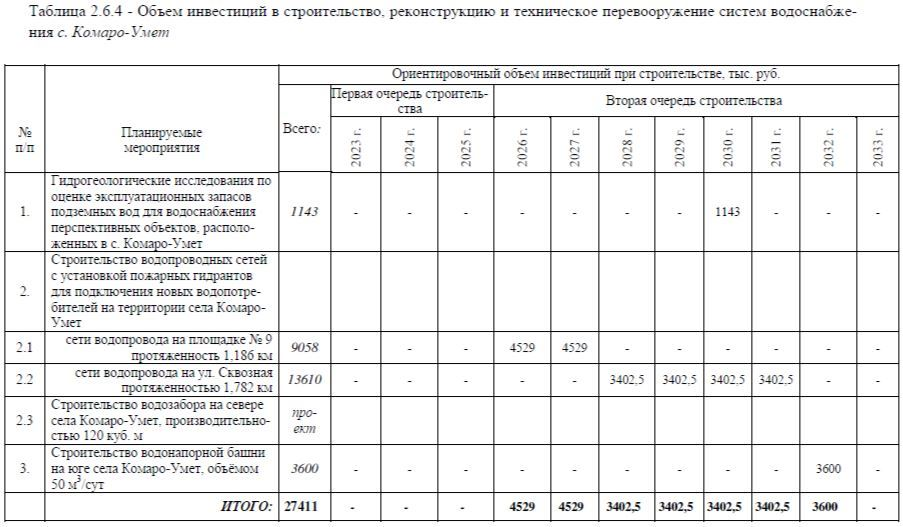 Таблица 2.6.4 - Объем инвестиций в строительство, реконструкцию и техническое перевооружение систем водоснабже-
ния с. Комаро-Умет
№ п/п
Планируемые мероприятия
Ориентировочный объем инвестиций при строительстве, тыс. руб.
Всего:
Первая очередь строитель-
ства
Вторая очередь строительства
2023 г. 2024 г. 2025 г. 2026 г. 2027 г. 2028 г. 2029 г. 2030 г. 2031 г. 2032 г. 2033 г.
Гидрогеологические исследования по
оценке эксплуатационных запасов
1. подземных вод для водоснабжения 1143 - - - - - - - 1143 - - -
перспективных объектов, располо-
женных в с. Комаро-Умет
Строительство водопроводных сетей
с установкой пожарных гидрантов
2. для подключения новых водопотре-
бителей на территории села Комаро-
Умет
2.1 сети водопровода на площадке № 9 9058 - - - 4529 4529 - - - - - -
протяженность 1,186 км
2.2 сети водопровода на ул. Сквозная 13610 - - - - - 3402,5 3402,5 3402,5 3402,5 - -
протяженностью 1,782 км
Строительство водозабора на севере про-
2.3 села Комаро-Умет, производительно- ект
стью 120 куб. м
Строительство водонапорной башни
3. на юге села Комаро-Умет, объёмом 3600 - - - - - - - - - 3600 -
50 м³/сут
ИТОГО: 27411 - - - 4529 4529 3402,5 3402,5 3402,5 3402,5 3600 -